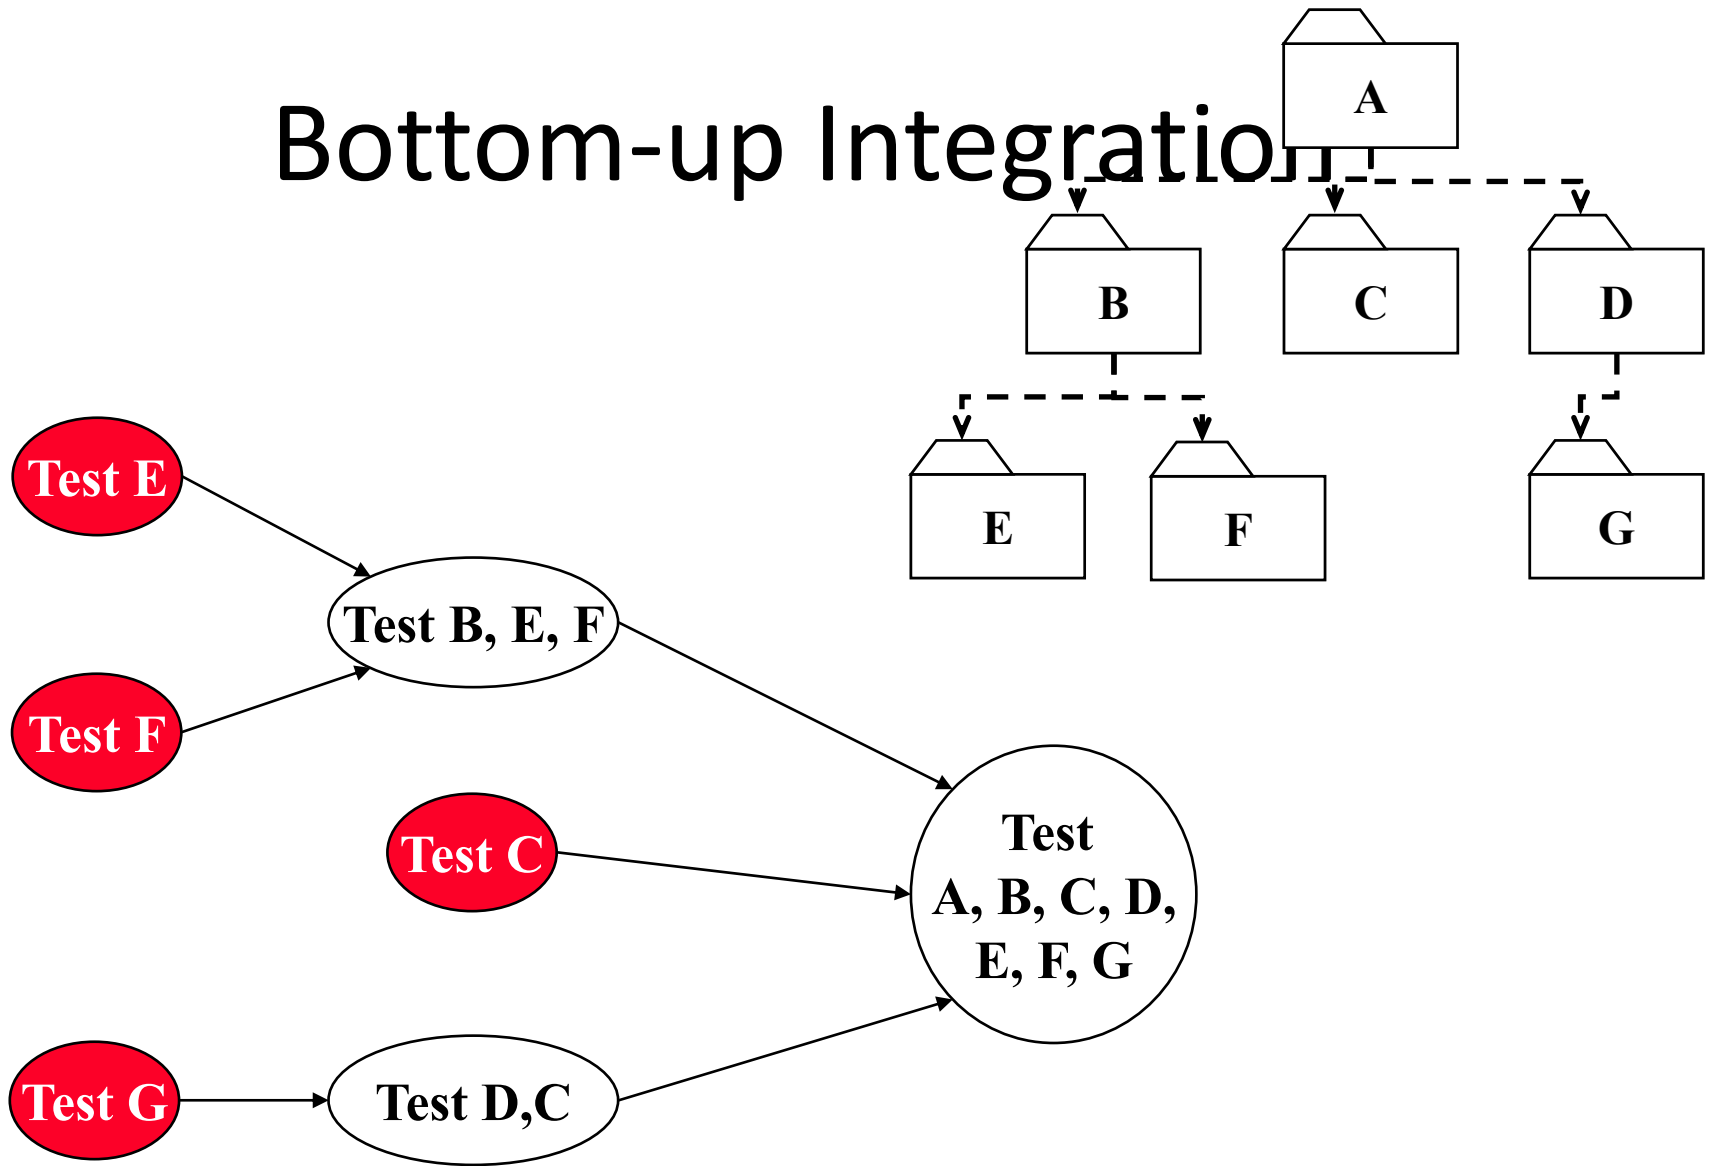 Bottom-up Integration
A
B
C
D
E
F
G
Test E
Test B, E, F
Test F
Test C
Test
A, B, C, D,
E, F, G
Test G
Test D,C